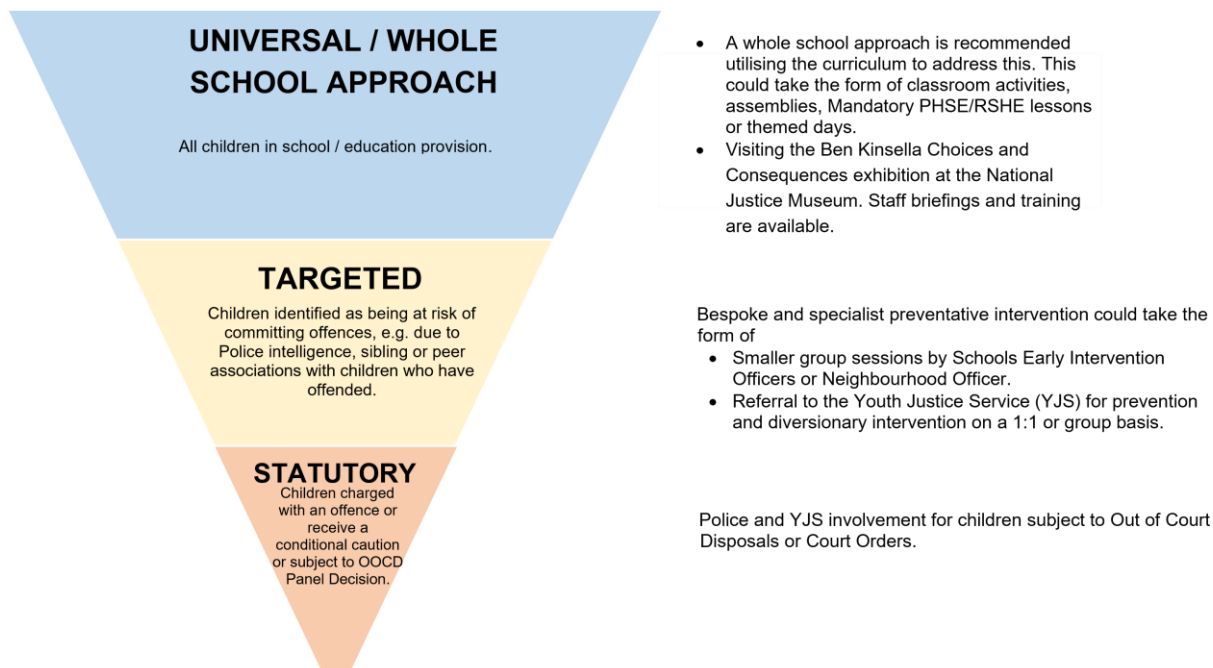 UNIVERSAL / WHOLE
SCHOOL APPROACH
All children in school / education provision.
• A whole school approach is recommended
utilising the curriculum to address this. This
could take the form of classroom activities,
assemblies, Mandatory PHSE/RSHE lessons
or themed days.
• Visiting the Ben Kinsella Choices and
Consequences exhibition at the National
Justice Museum. Staff briefings and training
are available.
TARGETED
Children identified as being at risk of
committing offences, e.g. due to
Police intelligence, sibling or peer
associations with children who have
offended.
Bespoke and specialist preventative intervention could take the
form of
• Smaller group sessions by Schools Early Intervention
Officers or Neighbourhood Officer.
• Referral to the Youth Justice Service (YJS) for prevention
and diversionary intervention on a 1:1 or group basis.
STATUTORY
Children charged
with an offence or
receive a
conditional caution
or subject to OOCD
Panel Decision.
Police and YJS involvement for children subject to Out of Court
Disposals or Court Orders.